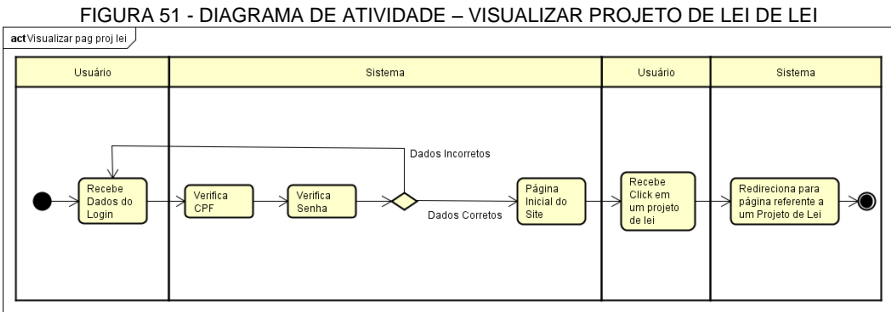 FIGURA 51 - DIAGRAMA DE ATIVIDADE – VISUALIZAR PROJETO DE LEI DE LEI
act Visualizar pag proj lei
Usuário
Sistema
Usuário
Sistema
Dados Incorretos
Recebe
Dados do
Login
Verifica
CPF
Verifica
Senha
Dados Corretos
Página
Inicial do
Site
Recebe
Click em
um projeto
de lei
Redireciona para
página referente a
um Projeto de Lei